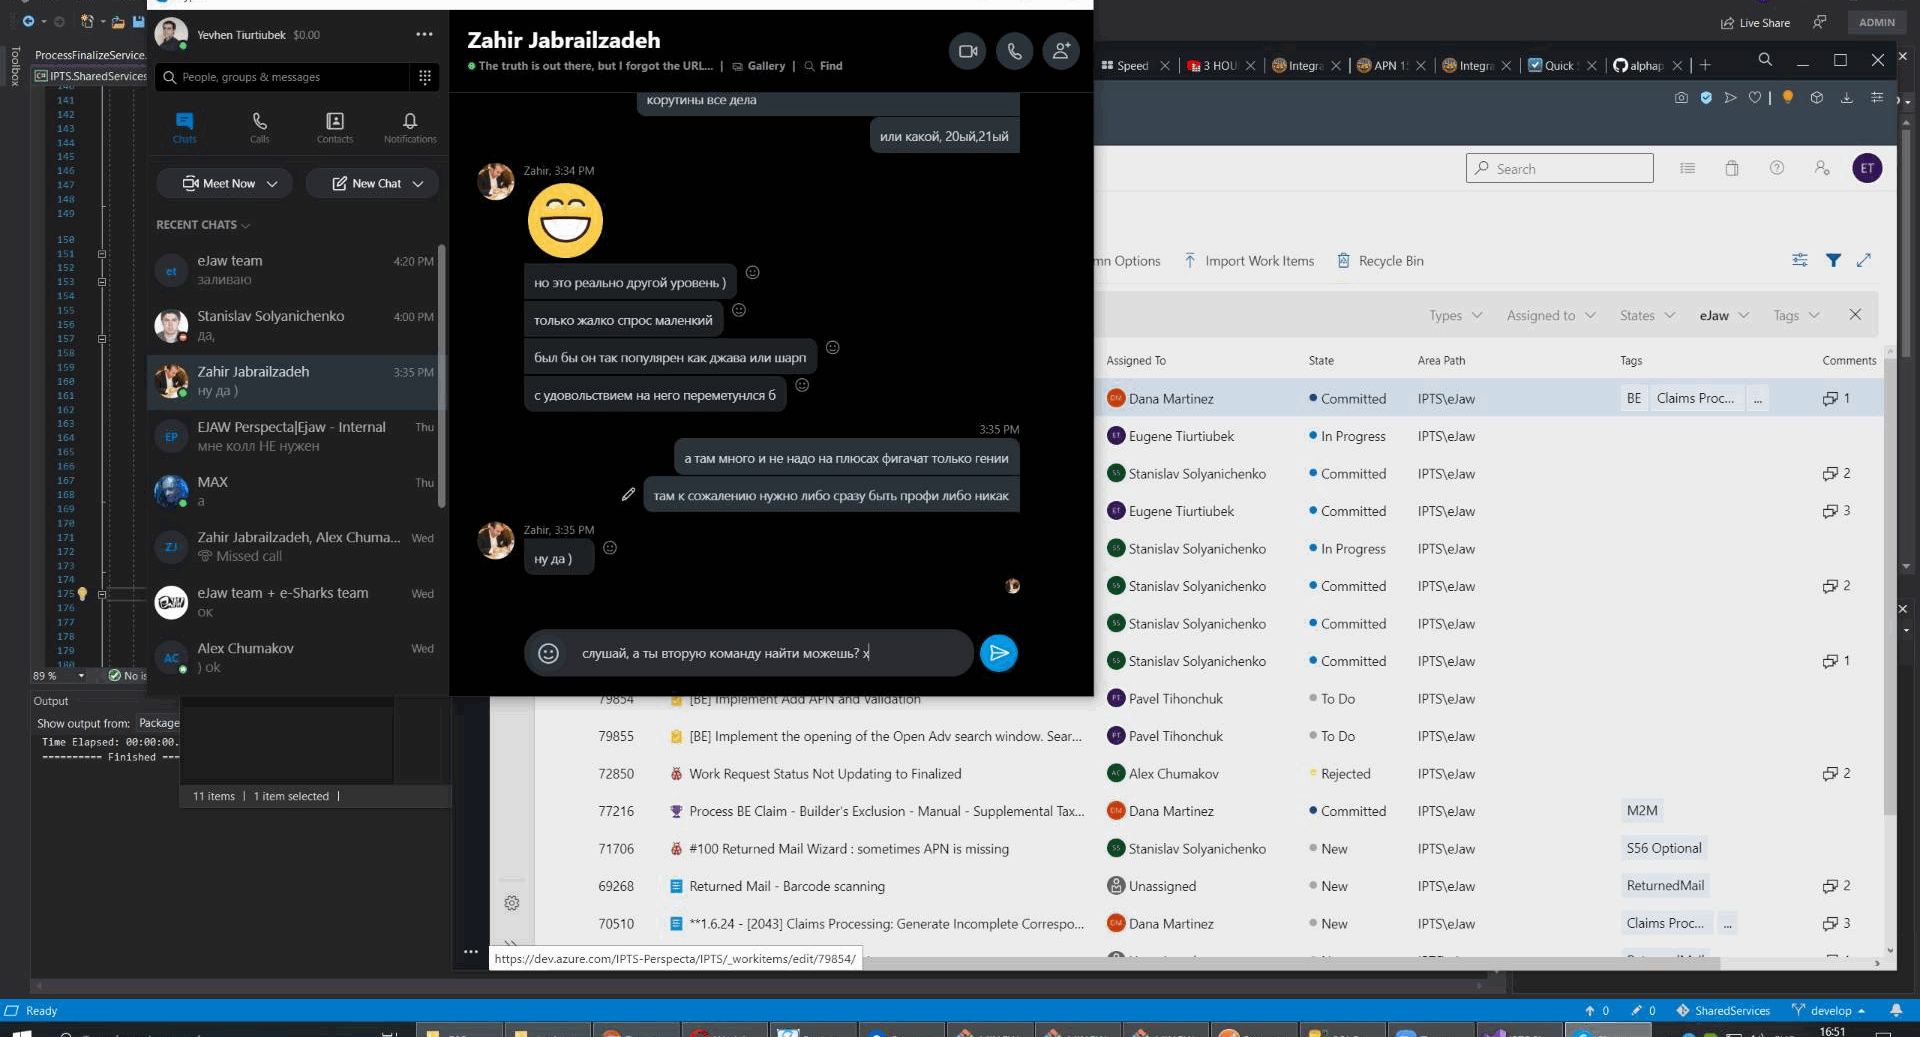 Yevhen Tiurtiubek $0.00
People, groups & messages
Chats
Calls
Contacts
Notifications
Meet Now
New Chat
RECENT CHATS
eJaw team 4:20 PM
заливаю
Stanislav Solyanichenko 4:00 PM
да,
Zahir Jabrailzadeh 3:35 PM
ну да )
EP
EJAW Perspecta|Ejaw - Internal Thu
мне колл НЕ нужен
MAX Thu
а
ZJ
Zahir Jabrailzadeh, Alex Chuma... Wed
Missed call
eJaw team + e-Sharks team Wed
ок
AC
Alex Chumakov Wed
) ok
Zahir Jabrailzadeh
The truth is out there, but I forgot the URL... | Gallery | Find
корутины все дела
или какой, 20ый,21ый
Zahir, 3:34 PM
но это реально другой уровень )
только жалко спрос маленкий
был бы он так популярен как джава или шарп
с удовольствием на него переметунлся б
3:35 PM
а там много и не надо на плюсах фигачат только гении
там к сожалению нужно либо сразу быть профи либо никак
Zahir, 3:35 PM
ну да )
слушай, а ты вторую команду найти можешь? х
Toolbox
ProcessFinalizeService.
IPTS.SharedServices
141
142
143
144
145
146
147
148
149
150
151
152
153
154
155
156
157
158
159
160
161
162
163
164
165
166
167
168
169
170
171
172
173
174
175
176
177
178
179
180
89 %
No is
Output
Show output from: Package
Time Elapsed: 00:00:00.
========== Finished ===
11 items | 1 item selected |
Live Share
ADMIN
Speed
3 HOU
Integra
APN 1
Integra
Quick
alphap
Search
ET
mn Options
Import Work Items
Recycle Bin
Types
Assigned to
States
eJaw
Tags
Assigned To State Area Path Tags Comments
Dana Martinez Committed IPTS\eJaw BE Claims Proc... ... 1
Eugene Tiurtiubek In Progress IPTS\eJaw
Stanislav Solyanichenko Committed IPTS\eJaw 2
Eugene Tiurtiubek Committed IPTS\eJaw 3
Stanislav Solyanichenko In Progress IPTS\eJaw
Stanislav Solyanichenko Committed IPTS\eJaw 2
Stanislav Solyanichenko Committed IPTS\eJaw
Stanislav Solyanichenko Committed IPTS\eJaw 1
79854 [BE] Implement Add APN and Validation Pavel Tihonchuk To Do IPTS\eJaw
79855 [BE] Implement the opening of the Open Adv search window. Sear... Pavel Tihonchuk To Do IPTS\eJaw
72850 Work Request Status Not Updating to Finalized Alex Chumakov Rejected IPTS\eJaw 2
77216 Process BE Claim - Builder's Exclusion - Manual - Supplemental Tax... Dana Martinez Committed IPTS\eJaw M2M
71706 #100 Returned Mail Wizard : sometimes APN is missing Stanislav Solyanichenko New IPTS\eJaw S56 Optional
69268 Returned Mail - Barcode scanning Unassigned New IPTS\eJaw ReturnedMail 2
70510 **1.6.24 - [2043] Claims Processing: Generate Incomplete Correspo... Dana Martinez New IPTS\eJaw Claims Proc... ... 3
https://dev.azure.com/IPTS-Perspecta/IPTS/_workitems/edit/79854/
Ready
0
0
SharedServices
develop
16:51